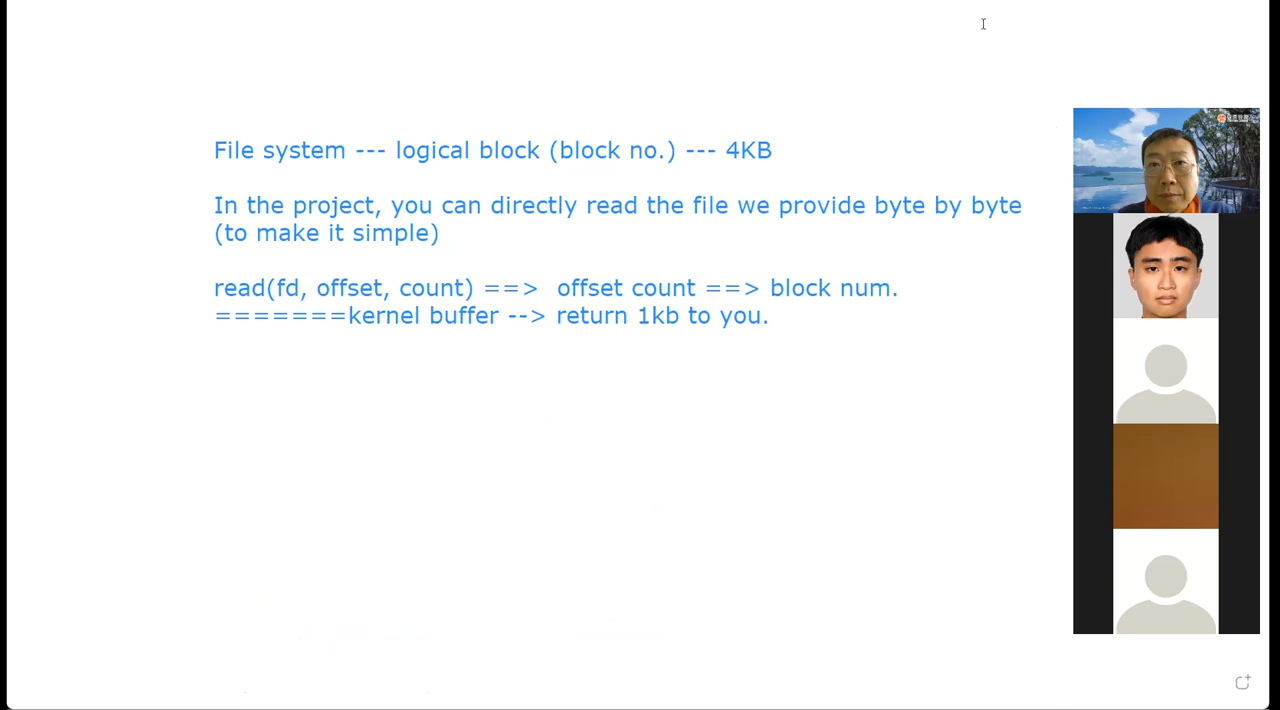 File system --- logical block (block no.) --- 4KB
In the project, you can directly read the file we provide byte by byte
(to make it simple)
read(fd, offset, count) ==>  offset count ==> block num.
=======kernel buffer --> return 1kb to you.